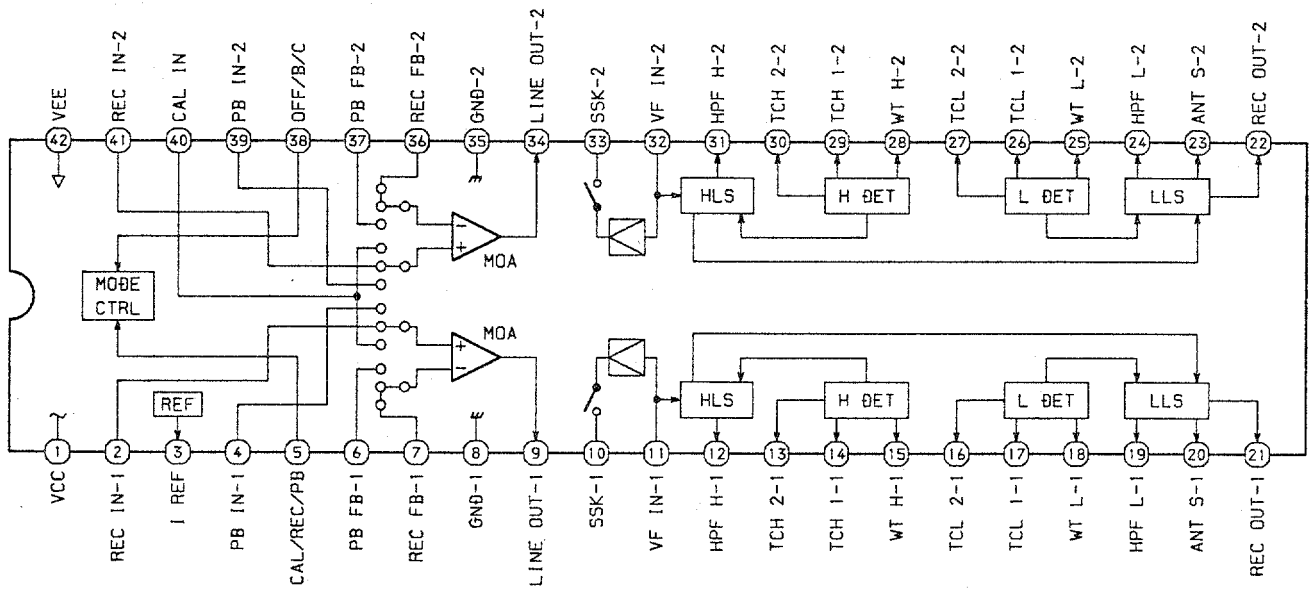 VEE
REC IN-2
CAL IN
PB IN-2
OFF/B/C
PB FB-2
REC FB-2
GND-2
LINE OUT-2
SSK-2
VF IN-2
HPF H-2
TCH 2-2
TCH 1-2
WT H-2
TCL 2-2
TCL 1-2
WT L-2
HPF L-2
ANT S-2
REC OUT-2
42 41 40 39 38 37 36 35 34 33 32 31 30 29 28 27 26 25 24 23 22
HLS H DET L DET LLS
- +
MOA
MODE
CTRL
MOA
+ -
REF
HLS H DET L DET LLS
1 2 3 4 5 6 7 8 9 10 11 12 13 14 15 16 17 18 19 20 21
VCC
REC IN-1
I REF
PB IN-1
CAL/REC/PB
PB FB-1
REC FB-1
GND-1
LINE OUT-1
SSK-1
VF IN-1
HPF H-1
TCH 2-1
TCH 1-1
WT H-1
TCL 2-1
TCL 1-1
WT L-1
HPF L-1
ANT S-1
REC OUT-1